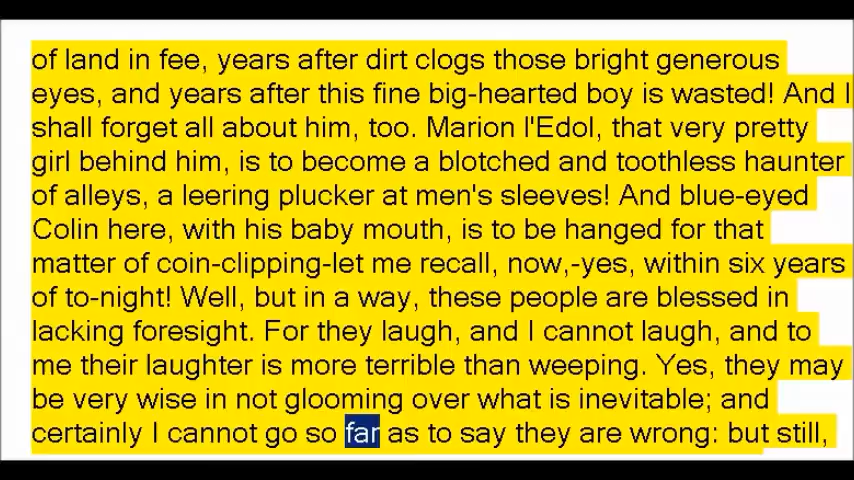 of land in fee, years after dirt clogs those bright generous
eyes, and years after this fine big-hearted boy is wasted! And I
shall forget all about him, too. Marion l'Edol, that very pretty
girl behind him, is to become a blotched and toothless haunter
of alleys, a leering plucker at men's sleeves! And blue-eyed
Colin here, with his baby mouth, is to be hanged for that
matter of coin-clipping-let me recall, now,-yes, within six years
of to-night! Well, but in a way, these people are blessed in
lacking foresight. For they laugh, and I cannot laugh, and to
me their laughter is more terrible than weeping. Yes, they may
be very wise in not glooming over what is inevitable; and
certainly I cannot go so far as to say they are wrong: but still,